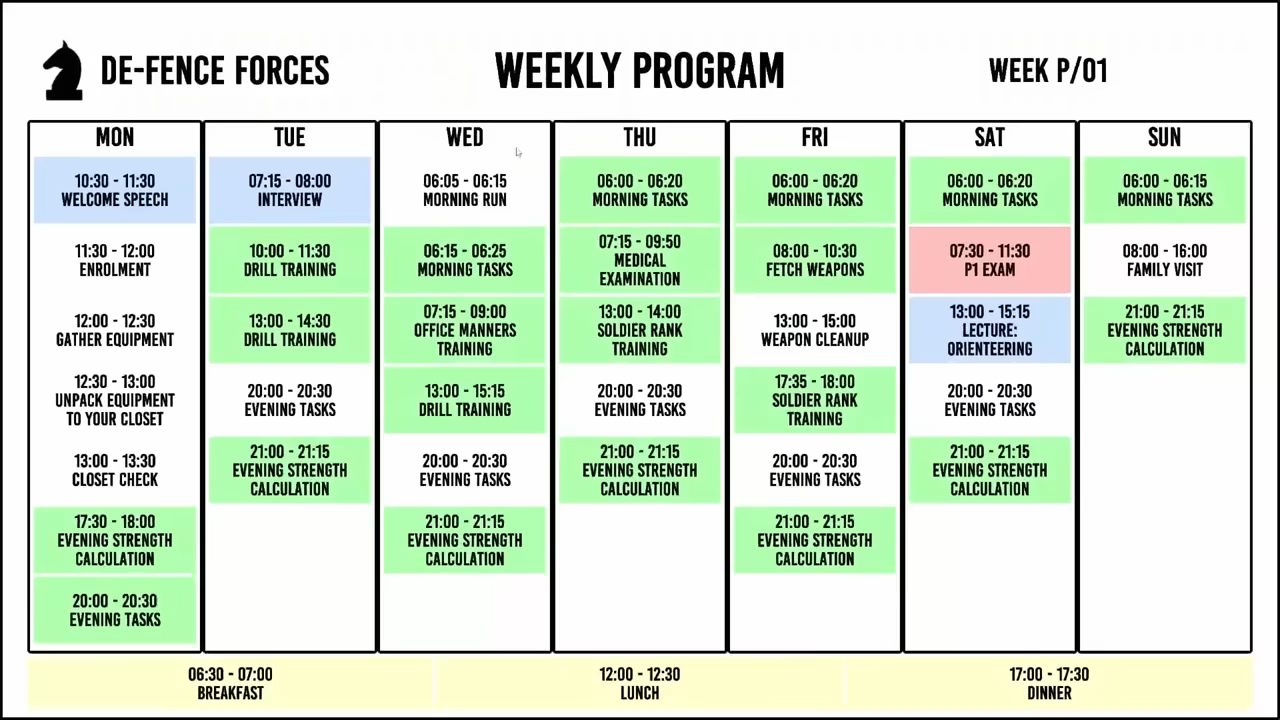 DE-FENCE FORCES
WEEKLY PROGRAM
WEEK P/01
MON
10:30 - 11:30
WELCOME SPEECH
11:30 - 12:00
ENROLMENT
12:00 - 12:30
GATHER EQUIPMENT
12:30 - 13:00
UNPACK EQUIPMENT
TO YOUR CLOSET
13:00 - 13:30
CLOSET CHECK
17:30 - 18:00
EVENING STRENGTH
CALCULATION
20:00 - 20:30
EVENING TASKS
TUE
07:15 - 08:00
INTERVIEW
10:00 - 11:30
DRILL TRAINING
13:00 - 14:30
DRILL TRAINING
20:00 - 20:30
EVENING TASKS
21:00 - 21:15
EVENING STRENGTH
CALCULATION
WED
06:05 - 06:15
MORNING RUN
06:15 - 06:25
MORNING TASKS
07:15 - 09:00
OFFICE MANNERS
TRAINING
13:00 - 15:15
DRILL TRAINING
20:00 - 20:30
EVENING TASKS
21:00 - 21:15
EVENING STRENGTH
CALCULATION
THU
06:00 - 06:20
MORNING TASKS
07:15 - 09:50
MEDICAL
EXAMINATION
13:00 - 14:00
SOLDIER RANK
TRAINING
20:00 - 20:30
EVENING TASKS
21:00 - 21:15
EVENING STRENGTH
CALCULATION
FRI
06:00 - 06:20
MORNING TASKS
08:00 - 10:30
FETCH WEAPONS
13:00 - 15:00
WEAPON CLEANUP
17:35 - 18:00
SOLDIER RANK
TRAINING
20:00 - 20:30
EVENING TASKS
21:00 - 21:15
EVENING STRENGTH
CALCULATION
SAT
06:00 - 06:20
MORNING TASKS
07:30 - 11:30
P1 EXAM
13:00 - 15:15
LECTURE:
ORIENTEERING
20:00 - 20:30
EVENING TASKS
21:00 - 21:15
EVENING STRENGTH
CALCULATION
SUN
06:00 - 06:15
MORNING TASKS
08:00 - 16:00
FAMILY VISIT
21:00 - 21:15
EVENING STRENGTH
CALCULATION
06:30 - 07:00
BREAKFAST
12:00 - 12:30
LUNCH
17:00 - 17:30
DINNER